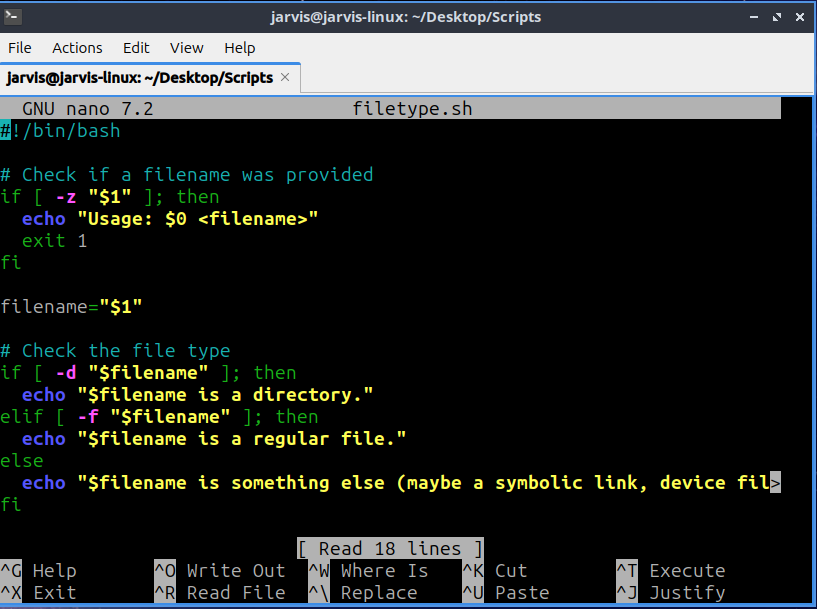 jarvis@jarvis-linux: ~/Desktop/Scripts
File Actions Edit View Help
jarvis@jarvis-linux: ~/Desktop/Scripts ×
GNU nano 7.2 filetype.sh
#!/bin/bash

# Check if a filename was provided
if [ -z "$1" ]; then
  echo "Usage: $0 <filename>"
  exit 1
fi

filename="$1"

# Check the file type
if [ -d "$filename" ]; then
  echo "$filename is a directory."
elif [ -f "$filename" ]; then
  echo "$filename is a regular file."
else
  echo "$filename is something else (maybe a symbolic link, device fil>
fi

[ Read 18 lines ]
^G Help ^O Write Out ^W Where Is ^K Cut ^T Execute
^X Exit ^R Read File ^\ Replace ^U Paste ^J Justify